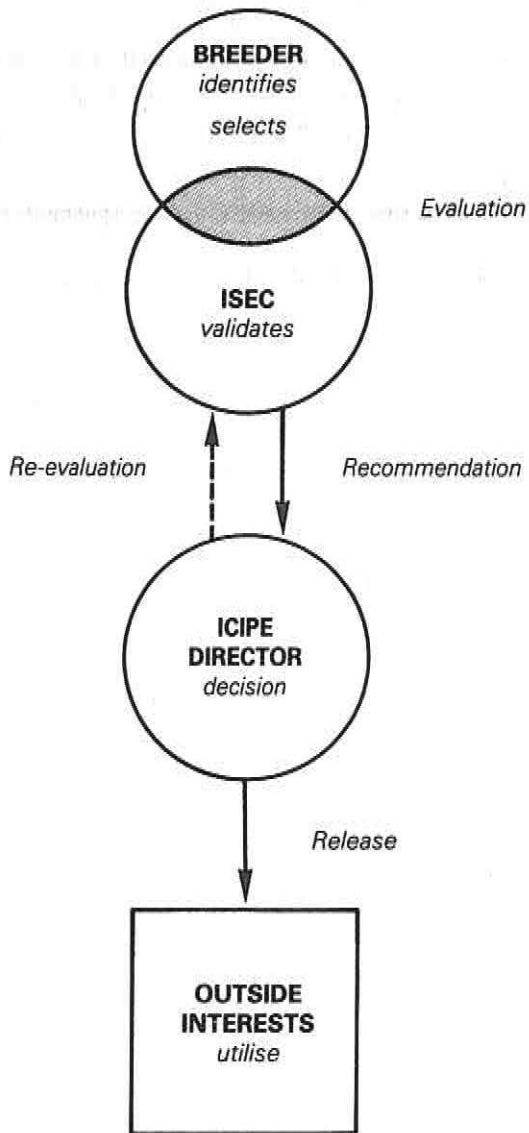 BREEDER
identifies
selects
Evaluation
ISEC
validates
Re-evaluation
Recommendation
ICIPE
DIRECTOR
decision
Release
OUTSIDE
INTERESTS
utilise